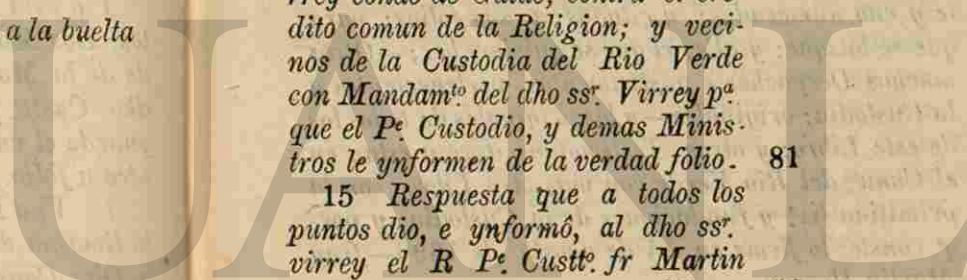 a la buelta
dito comun de la Religion; y veci-
nos de la Custodia del Rio Verde
con Mandamto. del dho ssr. Virrey pa.
que el Pe. Custodio, y demas Minis-
tros le ynformen de la verdad folio. 81
15 Respuesta que a todos los
puntos dio, e ynformô, al dho ssr.
virrey el R Pe. Custto. fr Martin
UANL